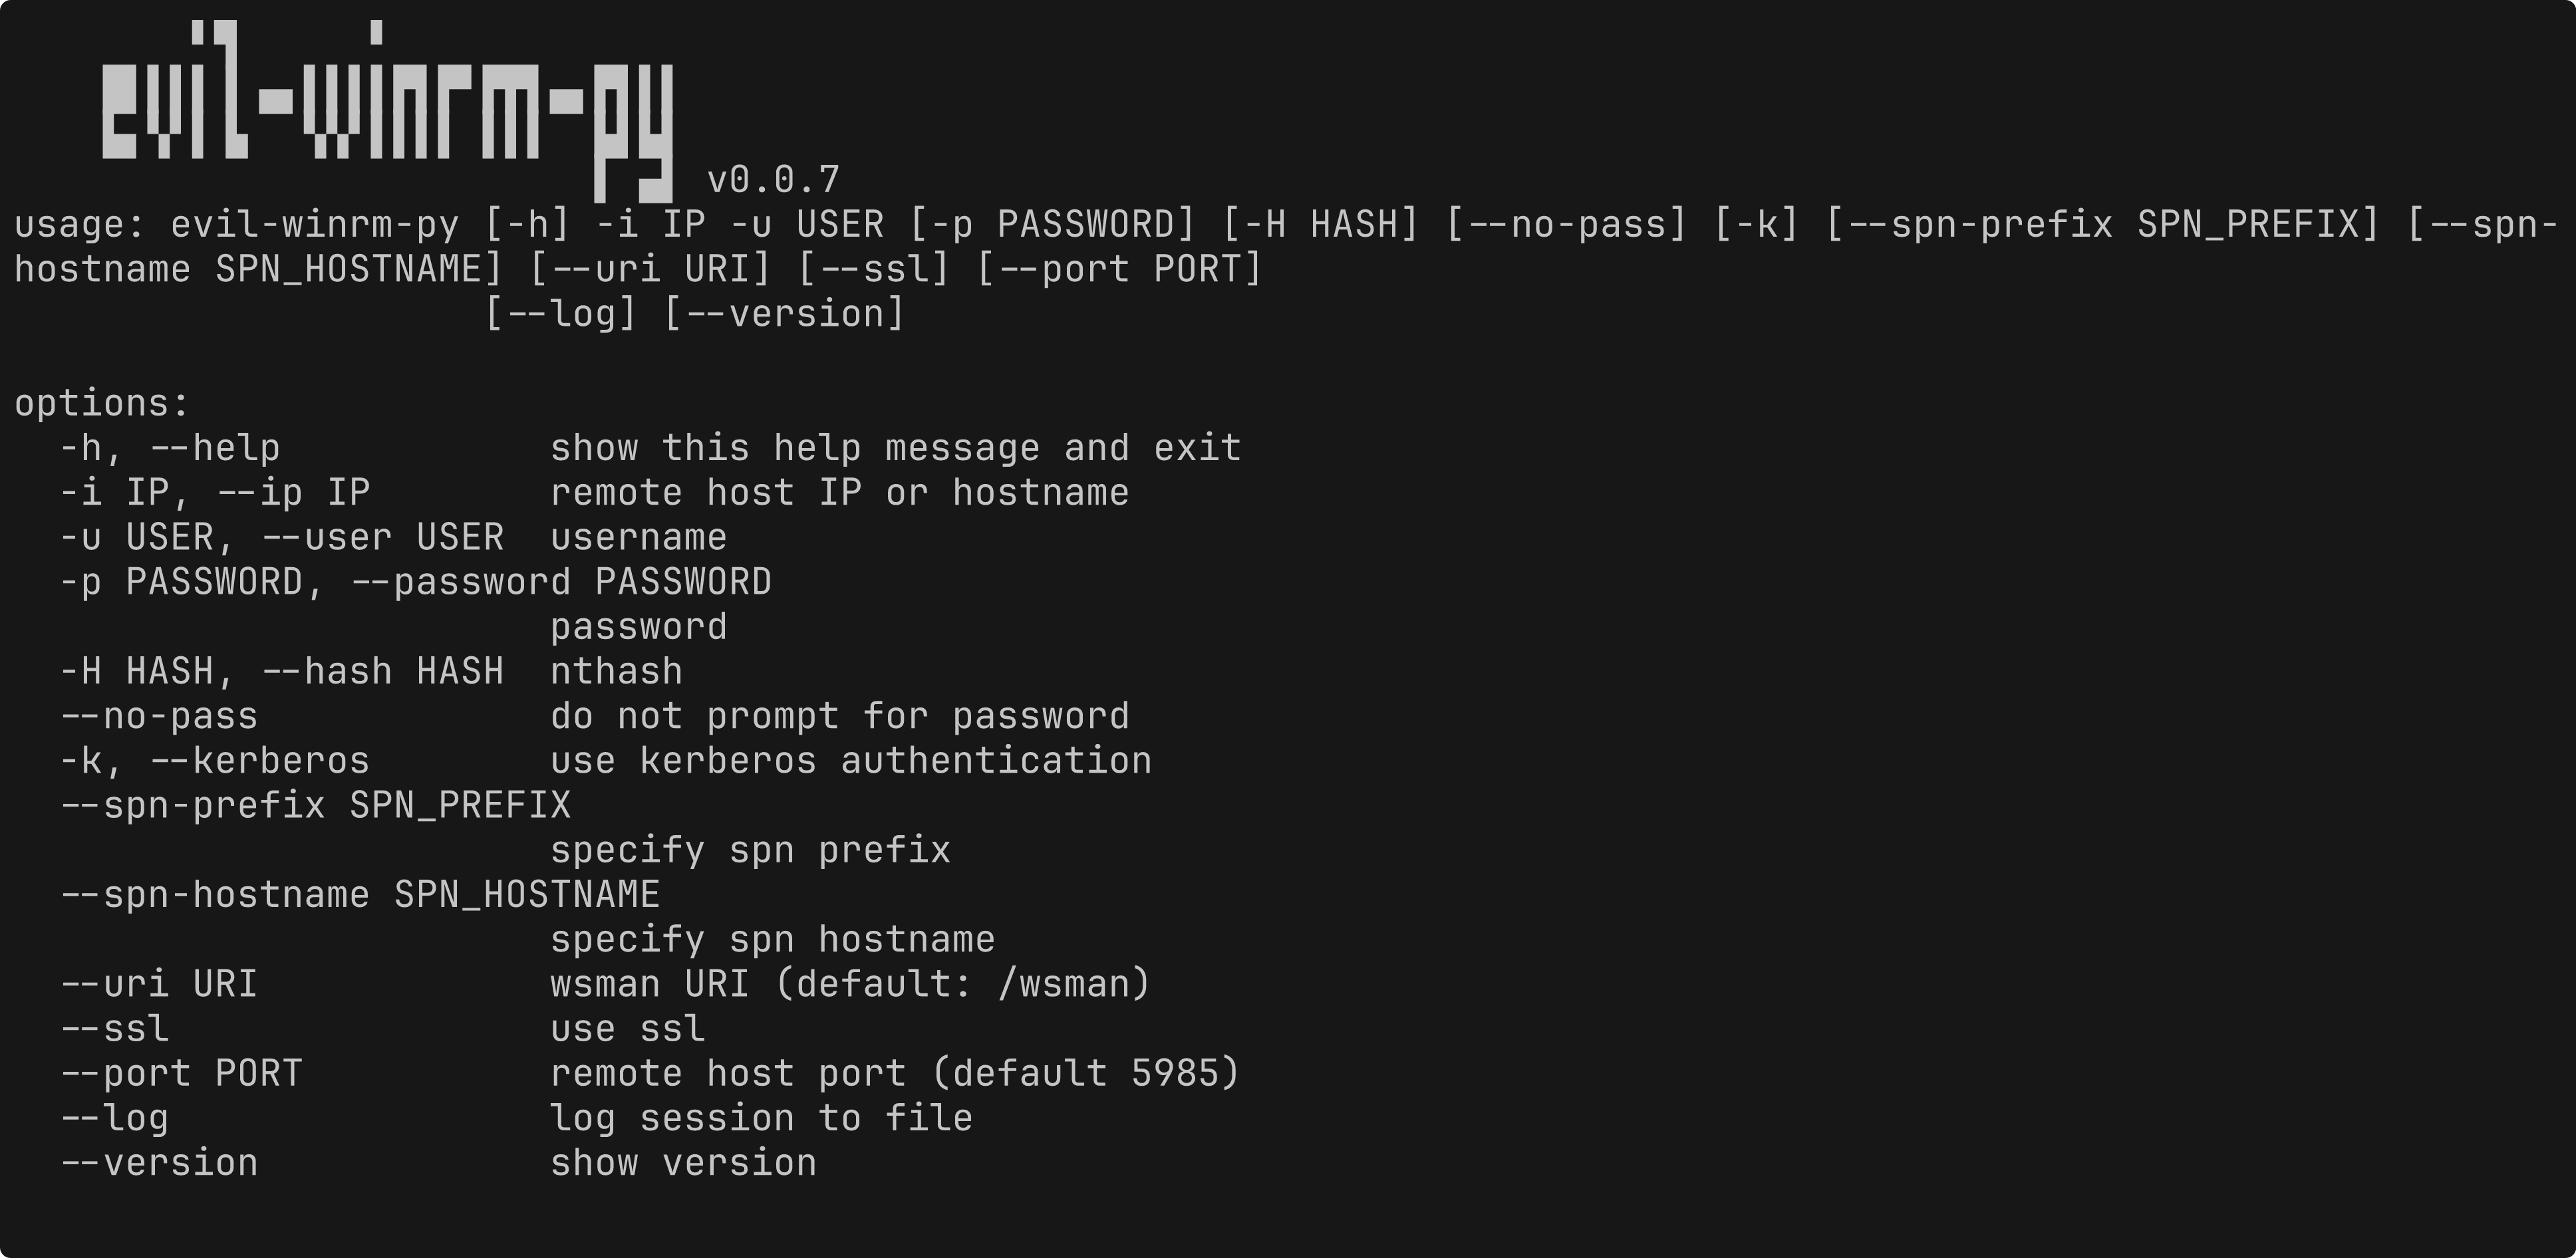 evil-winrm-py v0.0.7
usage: evil-winrm-py [-h] -i IP -u USER [-p PASSWORD] [-H HASH] [--no-pass] [-k] [--spn-prefix SPN_PREFIX] [--spn-
hostname SPN_HOSTNAME] [--uri URI] [--ssl] [--port PORT]
[--log] [--version]
options:
-h, --help show this help message and exit
-i IP, --ip IP remote host IP or hostname
-u USER, --user USER username
-p PASSWORD, --password PASSWORD
password
-H HASH, --hash HASH nthash
--no-pass do not prompt for password
-k, --kerberos use kerberos authentication
--spn-prefix SPN_PREFIX
specify spn prefix
--spn-hostname SPN_HOSTNAME
specify spn hostname
--uri URI wsman URI (default: /wsman)
--ssl use ssl
--port PORT remote host port (default 5985)
--log log session to file
--version show version